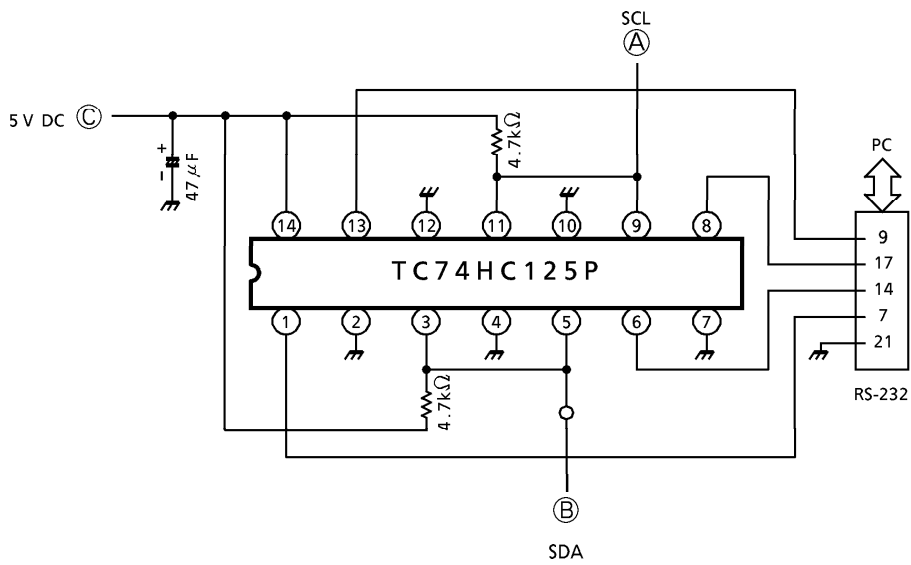 SCL
A
5 V DC C
+
−
47 μF
4.7kΩ
PC
14 13 12 11 10 9 8
TC74HC125P
1 2 3 4 5 6 7
9
17
14
7
21
RS-232
4.7kΩ
B
SDA